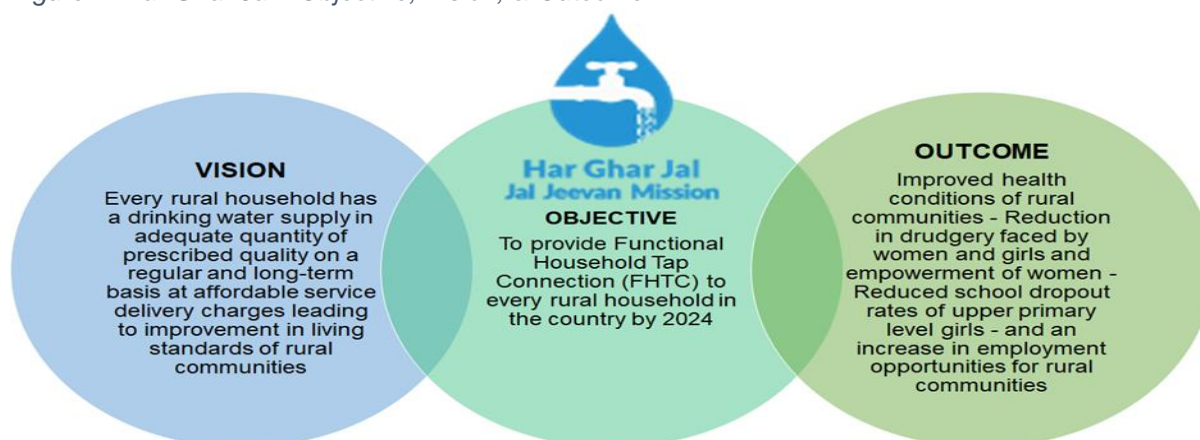 VISION
Every rural household has
a drinking water supply in
adequate quantity of
prescribed quality on a
regular and long-term
basis at affordable service
delivery charges leading
to improvement in living
standards of rural
communities
Har Ghar Jal
Jal Jeevan Mission
OBJECTIVE
To provide Functional
Household Tap
Connection (FHTC) to
every rural household in
the country by 2024
OUTCOME
Improved health
conditions of rural
communities - Reduction
in drudgery faced by
women and girls and
empowerment of women -
Reduced school dropout
rates of upper primary
level girls - and an
increase in employment
opportunities for rural
communities